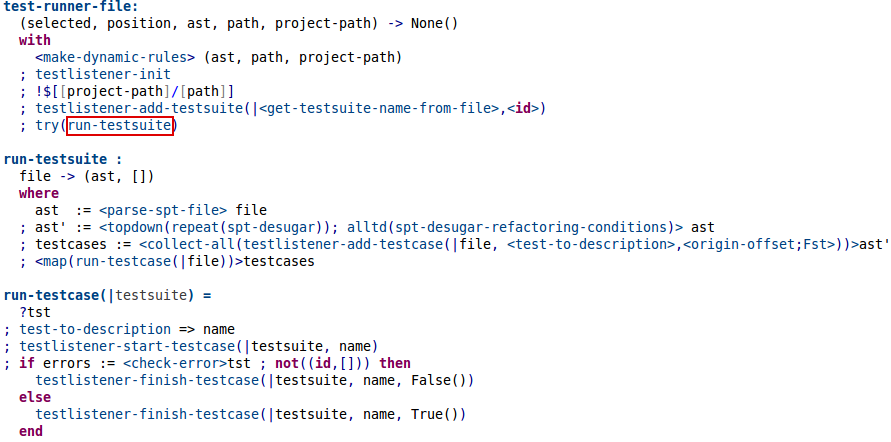 test-runner-file:
  (selected, position, ast, path, project-path) -> None()
  with
    <make-dynamic-rules> (ast, path, project-path)
  ; testlistener-init
  ; !$[[project-path]/[path]]
  ; testlistener-add-testsuite(|<get-testsuite-name-from-file>,<id>)
  ; try(run-testsuite)
run-testsuite :
  file -> (ast, [])
  where
    ast  := <parse-spt-file> file
  ; ast' := <topdown(repeat(spt-desugar)); alltd(spt-desugar-refactoring-conditions)> ast
  ; testcases := <collect-all(testlistener-add-testcase(|file, <test-to-description>,<origin-offset;Fst>))>ast'
  ; <map(run-testcase(|file))>testcases
run-testcase(|testsuite) =
  ?tst
; test-to-description => name
; testlistener-start-testcase(|testsuite, name)
; if errors := <check-error>tst ; not((id,[])) then
    testlistener-finish-testcase(|testsuite, name, False())
  else
    testlistener-finish-testcase(|testsuite, name, True())
  end